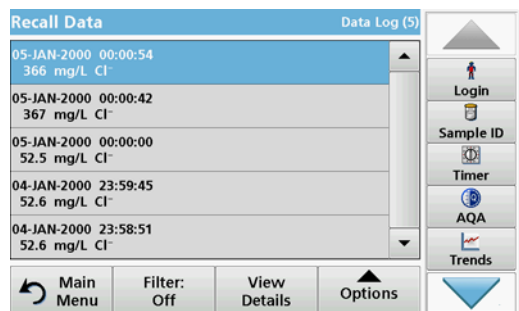 Recall Data
Data Log (5)
05-JAN-2000 00:00:54
366 mg/L Cl⁻
05-JAN-2000 00:00:42
367 mg/L Cl⁻
05-JAN-2000 00:00:00
52.5 mg/L Cl⁻
04-JAN-2000 23:59:45
52.6 mg/L Cl⁻
04-JAN-2000 23:58:51
52.6 mg/L Cl⁻
Login
Sample ID
Timer
AQA
Trends
Main
Menu
Filter:
Off
View
Details
Options